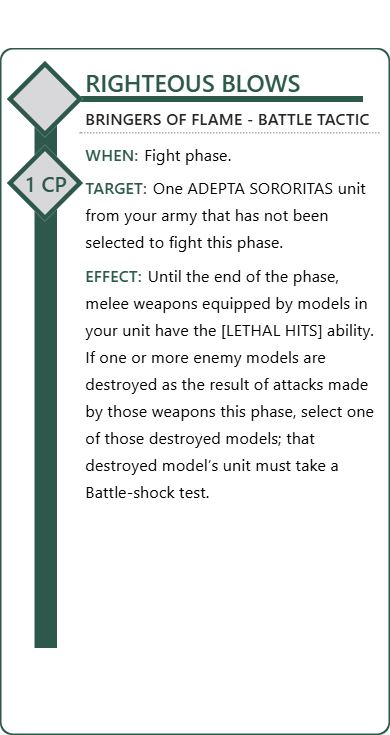 RIGHTEOUS BLOWS
BRINGERS OF FLAME - BATTLE TACTIC
WHEN: Fight phase.
1 CP
TARGET: One ADEPTA SORORITAS unit
from your army that has not been
selected to fight this phase.
EFFECT: Until the end of the phase,
melee weapons equipped by models in
your unit have the [LETHAL HITS] ability.
If one or more enemy models are
destroyed as the result of attacks made
by those weapons this phase, select one
of those destroyed models; that
destroyed model's unit must take a
Battle-shock test.